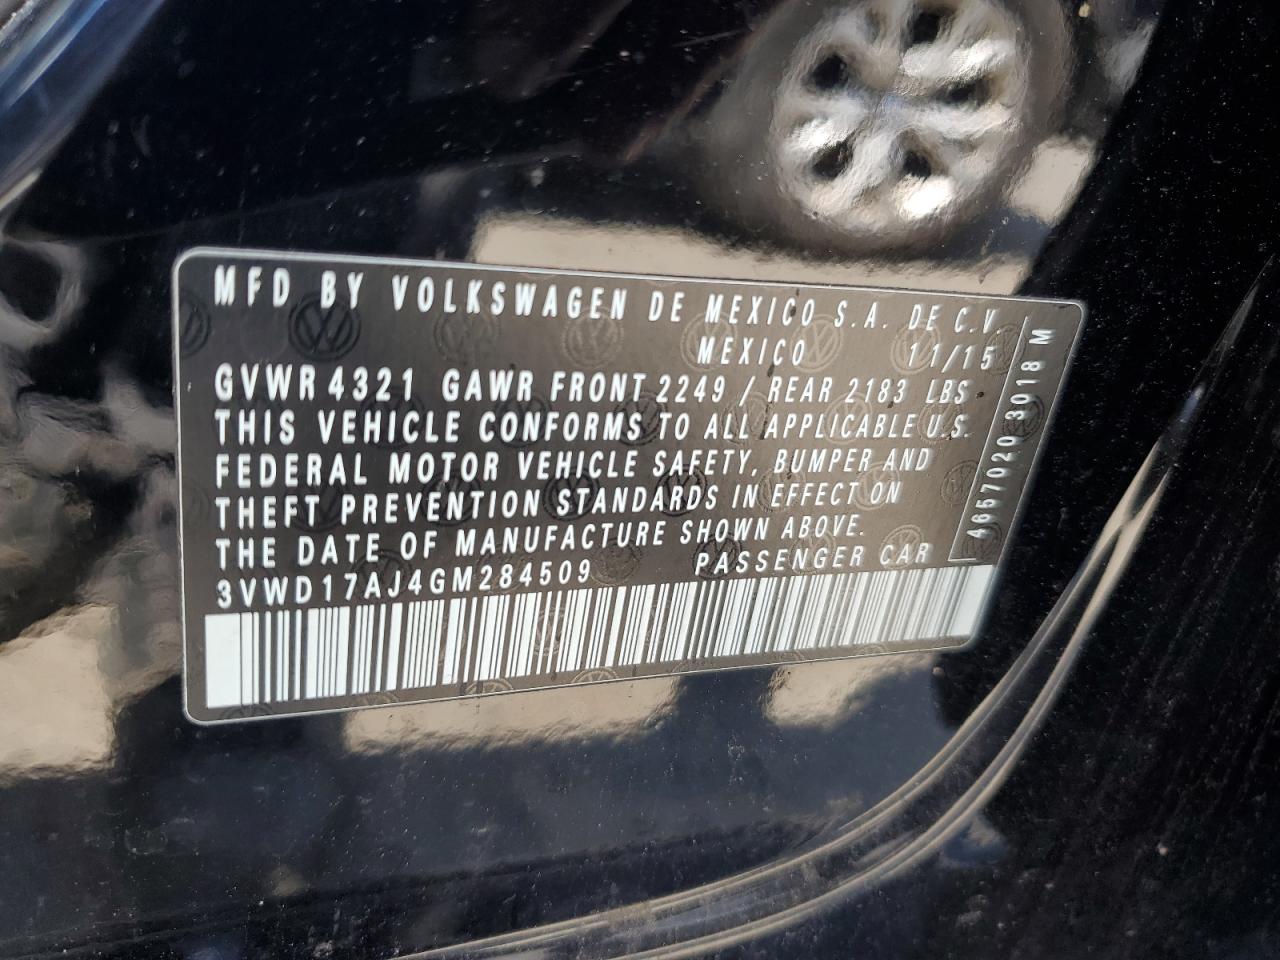 MFD BY VOLKSWAGEN DE MEXICO S.A. DE C.V.
MEXICO 11/15
GVWR 4321 GAWR FRONT 2249 / REAR 2183 LBS
THIS VEHICLE CONFORMS TO ALL APPLICABLE U.S.
FEDERAL MOTOR VEHICLE SAFETY, BUMPER AND
THEFT PREVENTION STANDARDS IN EFFECT ON
THE DATE OF MANUFACTURE SHOWN ABOVE.
3VWD17AJ4GM284509 PASSENGER CAR
4667020 3018 M